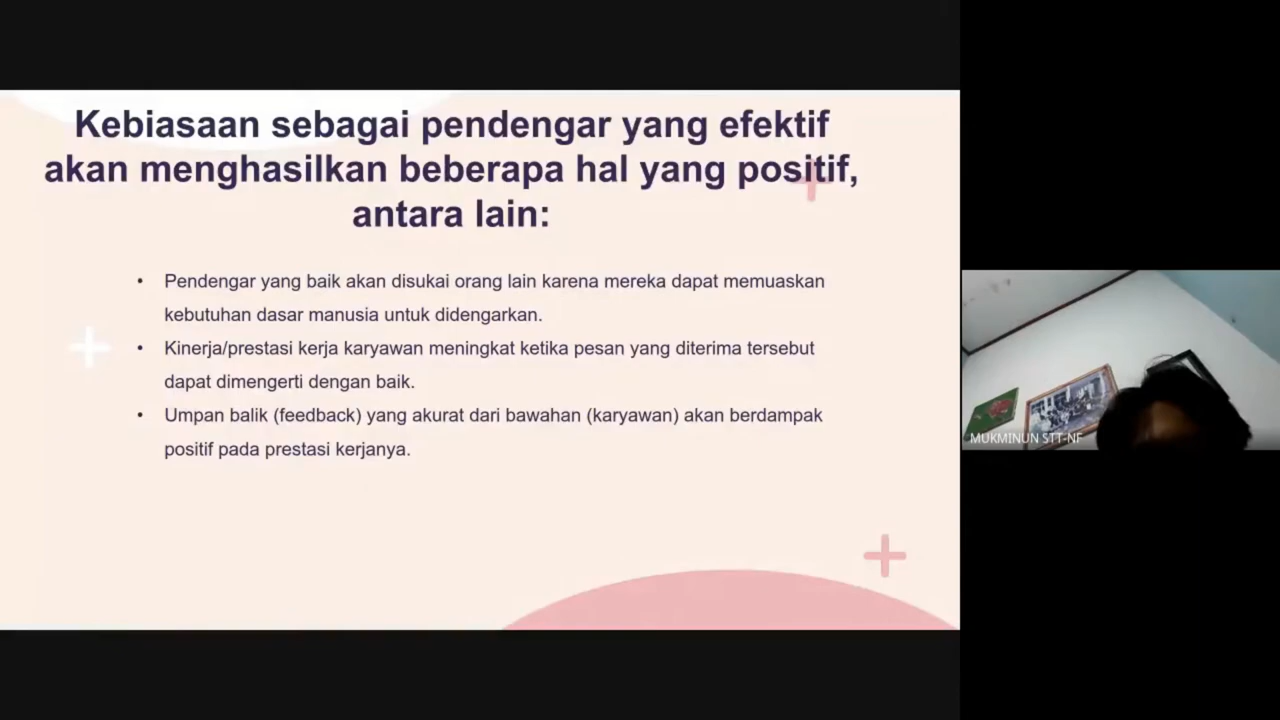 Kebiasaan sebagai pendengar yang efektif
akan menghasilkan beberapa hal yang positif,
antara lain:
• Pendengar yang baik akan disukai orang lain karena mereka dapat memuaskan
kebutuhan dasar manusia untuk didengarkan.
• Kinerja/prestasi kerja karyawan meningkat ketika pesan yang diterima tersebut
dapat dimengerti dengan baik.
• Umpan balik (feedback) yang akurat dari bawahan (karyawan) akan berdampak
positif pada prestasi kerjanya.
MUKMINUN STT-NF